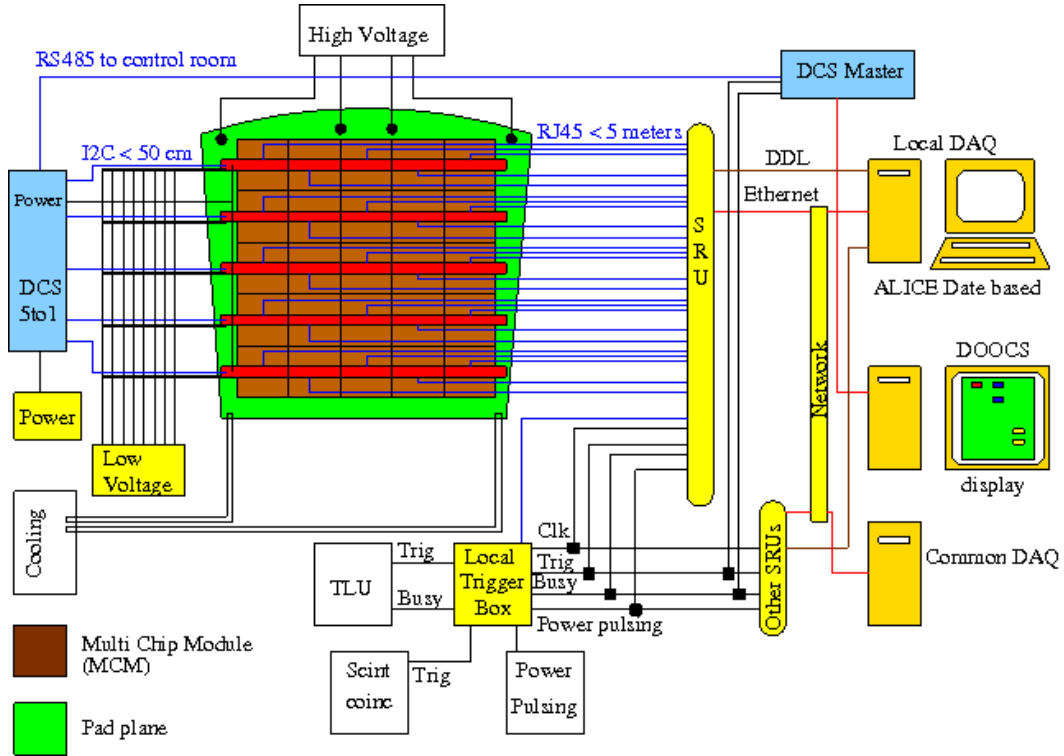 High Voltage
RS485 to control room
DCS Master
RJ45 < 5 meters
I2C < 50 cm
Local DAQ
DDL
Ethernet
Power
DCS
5to1
SRU
ALICE Date based
Network
DOOCS
display
Power
Low
Voltage
Cooling
Clk
Trig
Busy
Power pulsing
Other SRUs
Common DAQ
TLU
Trig
Busy
Local
Trigger
Box
Multi Chip Module
(MCM)
Scint
coinc
Trig
Power
Pulsing
Pad plane